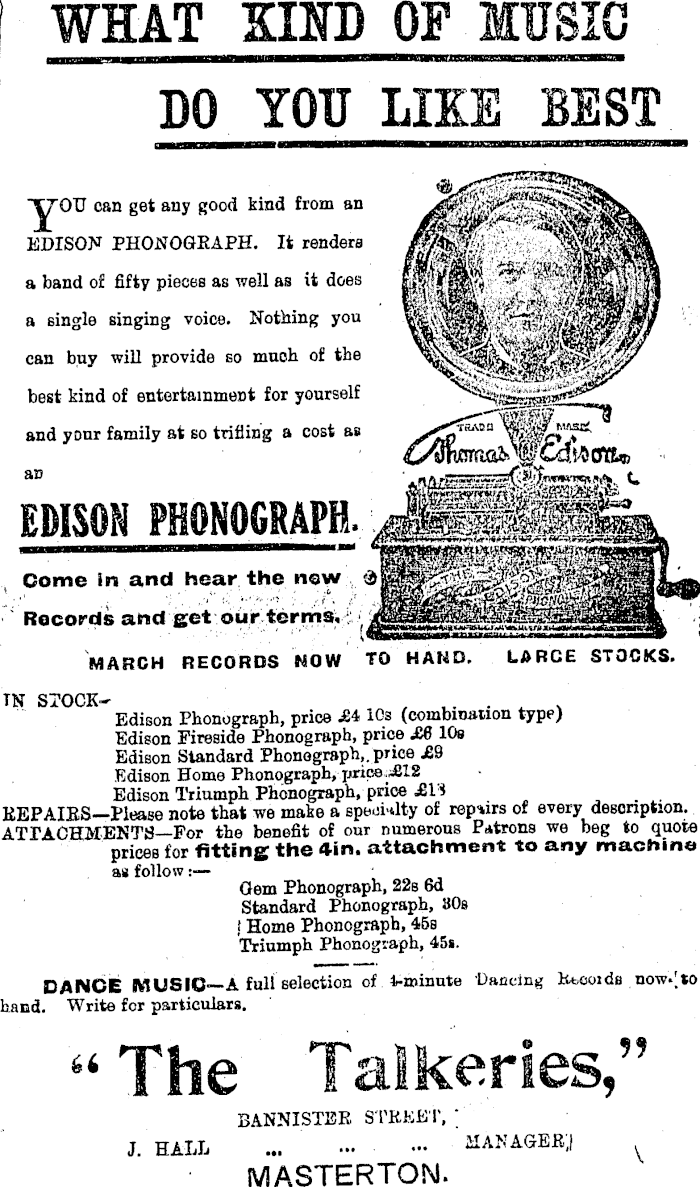 WHAT KIND OF MUSIC
DO YOU LIKE BEST
YOU can get any good kind from an
EDISON PHONOGRAPH. It renders
a band of fifty pieces as well as it does
a single singing voice. Nothing you
can buy will provide so much of the
best kind of entertainment for yourself
and your family at so trifling a cost as
an
EDISON PHONOGRAPH.
Come in and hear the new
Records and get our terms.
TRADE MARK
Thomas A Edison
EDISON
MARCH RECORDS NOW TO HAND. LARGE STOCKS.
IN STOCK—
Edison Phonograph, price £4 10s (combination type)
Edison Fireside Phonograph, price £6 10s
Edison Standard Phonograph, price £9
Edison Home Phonograph, price £12
Edison Triumph Phonograph, price
REPAIRS—Please note that we make a specialty of repairs of every description.
ATTACHMENTS—For the benefit of our numerous Patrons we beg to quote
prices for fitting the 4in. attachment to any machine
as follow:—
Gem Phonograph, 22s 6d
Standard Phonograph, 30s
Home Phonograph, 45s
Triumph Phonograph, 45s.
DANCE MUSIC—A full selection of 4-minute Dancing Records now to
hand. Write for particulars.
“The Talkeries,”
BANNISTER STREET,
J. HALL ... ... ... MANAGER,
MASTERTON.